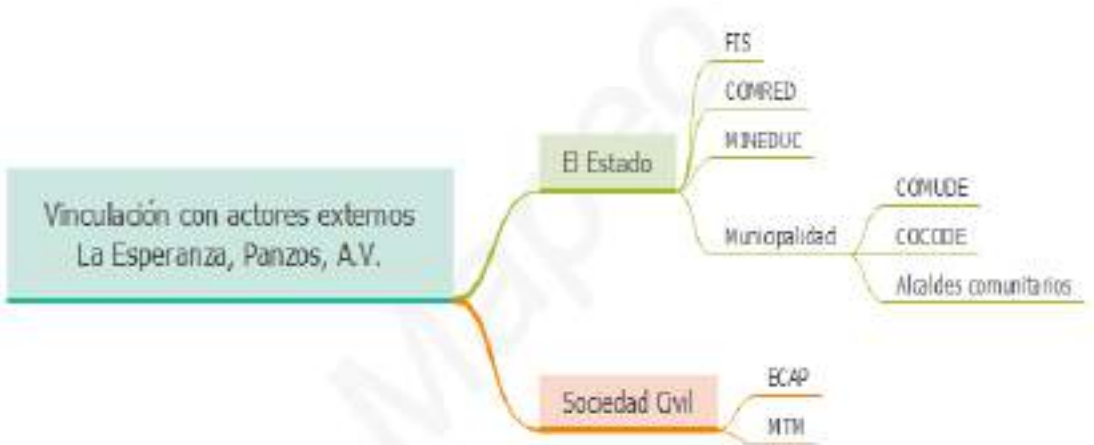 Vinculación con actores externos
La Esperanza, Panzos, A.V.
El Estado
FIS
COMRED
MINEDUC
Municipalidad
COMUDE
COCODE
Alcaldes comunitarios
Sociedad Civil
ECAP
MTM